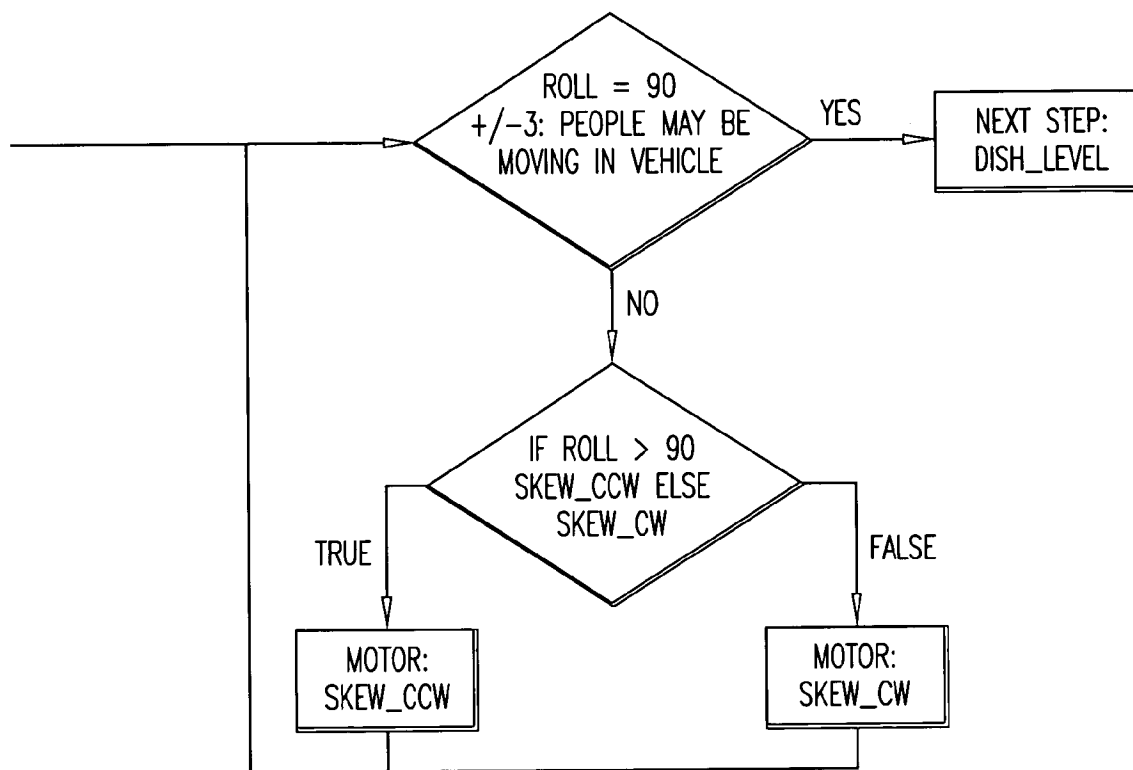 ROLL = 90
+/-3: PEOPLE MAY BE
MOVING IN VEHICLE
YES
NEXT STEP:
DISH_LEVEL
NO
IF ROLL > 90
SKEW_CCW ELSE
SKEW_CW
TRUE
FALSE
MOTOR:
SKEW_CCW
MOTOR:
SKEW_CW